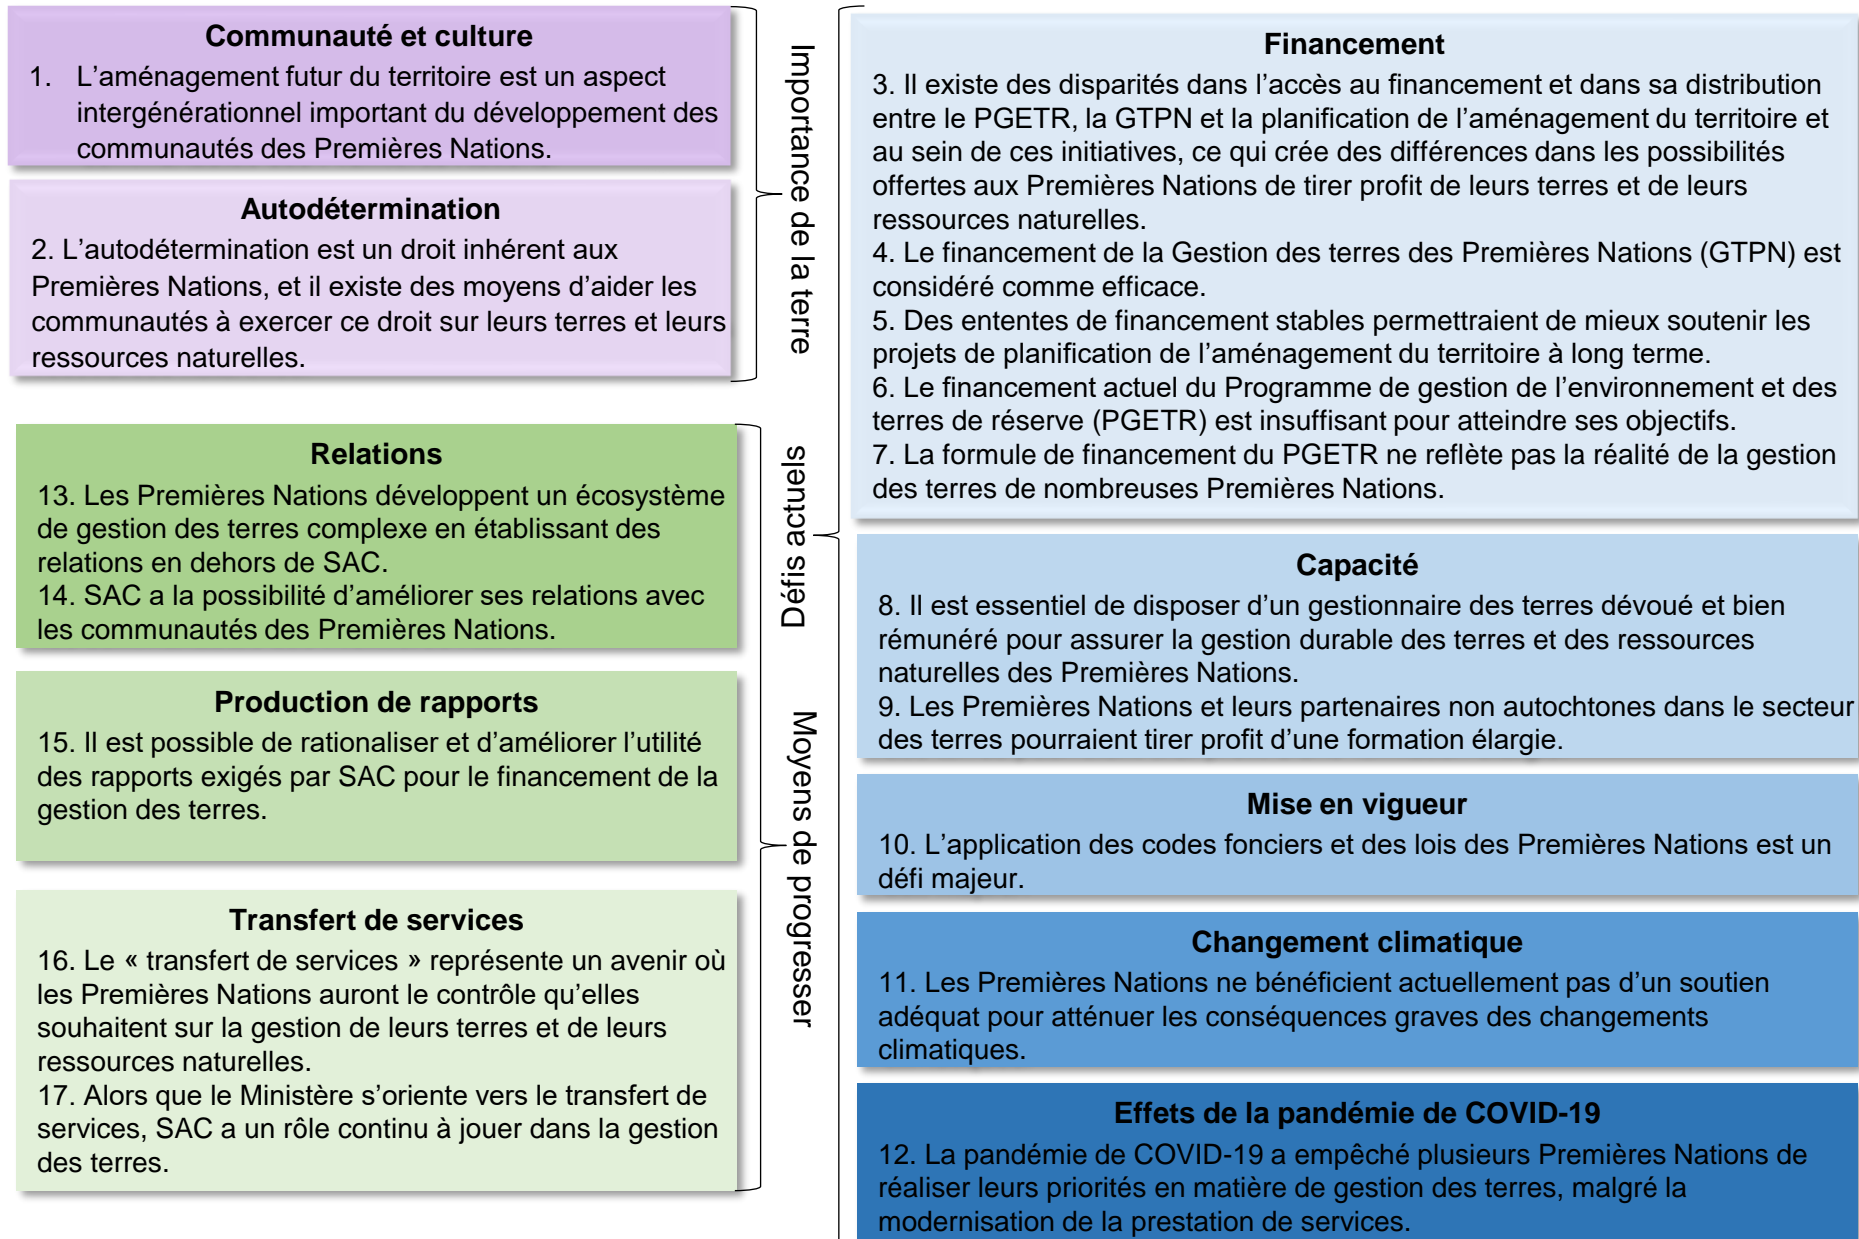 Communauté et culture
1. L’aménagement futur du territoire est un aspect
intergénérationnel important du développement des
communautés des Premières Nations.
Autodétermination
2. L’autodétermination est un droit inhérent aux
Premières Nations, et il existe des moyens d’aider les
communautés à exercer ce droit sur leurs terres et leurs
ressources naturelles.
Importance de la terre
Financement
3. Il existe des disparités dans l’accès au financement et dans sa distribution
entre le PGETR, la GTPN et la planification de l’aménagement du territoire et
au sein de ces initiatives, ce qui crée des différences dans les possibilités
offertes aux Premières Nations de tirer profit de leurs terres et de leurs
ressources naturelles.
4. Le financement de la Gestion des terres des Premières Nations (GTPN) est
considéré comme efficace.
5. Des ententes de financement stables permettraient de mieux soutenir les
projets de planification de l’aménagement du territoire à long terme.
6. Le financement actuel du Programme de gestion de l’environnement et des
terres de réserve (PGETR) est insuffisant pour atteindre ses objectifs.
7. La formule de financement du PGETR ne reflète pas la réalité de la gestion
des terres de nombreuses Premières Nations.
Capacité
8. Il est essentiel de disposer d’un gestionnaire des terres dévoué et bien
rémunéré pour assurer la gestion durable des terres et des ressources
naturelles des Premières Nations.
9. Les Premières Nations et leurs partenaires non autochtones dans le secteur
des terres pourraient tirer profit d’une formation élargie.
Mise en vigueur
10. L’application des codes fonciers et des lois des Premières Nations est un
défi majeur.
Changement climatique
11. Les Premières Nations ne bénéficient actuellement pas d’un soutien
adéquat pour atténuer les conséquences graves des changements
climatiques.
Effets de la pandémie de COVID-19
12. La pandémie de COVID-19 a empêché plusieurs Premières Nations de
réaliser leurs priorités en matière de gestion des terres, malgré la
modernisation de la prestation de services.
Défis actuels
Relations
13. Les Premières Nations développent un écosystème
de gestion des terres complexe en établissant des
relations en dehors de SAC.
14. SAC a la possibilité d’améliorer ses relations avec
les communautés des Premières Nations.
Production de rapports
15. Il est possible de rationaliser et d’améliorer l’utilité
des rapports exigés par SAC pour le financement de la
gestion des terres.
Transfert de services
16. Le « transfert de services » représente un avenir où
les Premières Nations auront le contrôle qu’elles
souhaitent sur la gestion de leurs terres et de leurs
ressources naturelles.
17. Alors que le Ministère s’oriente vers le transfert de
services, SAC a un rôle continu à jouer dans la gestion
des terres.
Moyens de progresser